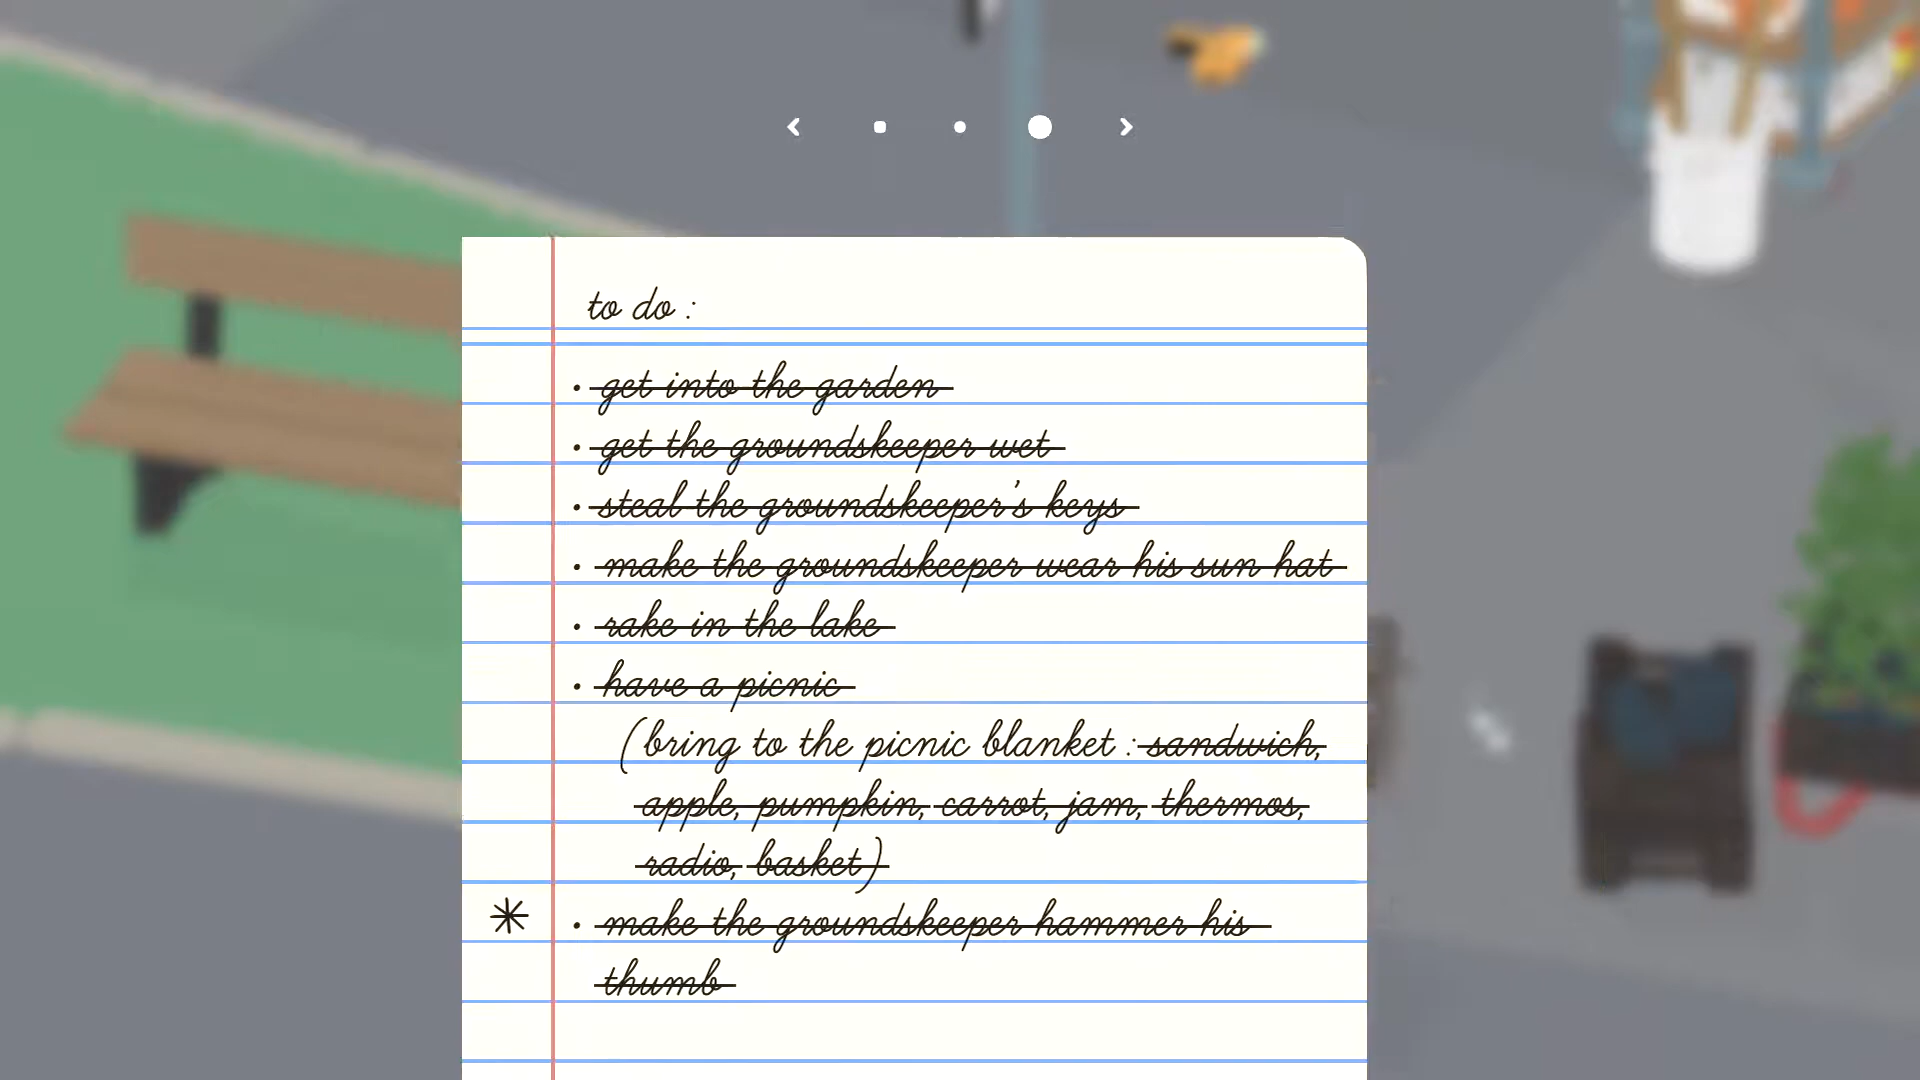 to do :
• get into the garden
• get the groundskeeper wet
• steal the groundskeeper's keys
• make the groundskeeper wear his sun hat
• rake in the lake
• have a picnic
(bring to the picnic blanket : sandwich,
apple, pumpkin, carrot, jam, thermos,
radio, basket)
* • make the groundskeeper hammer his
thumb